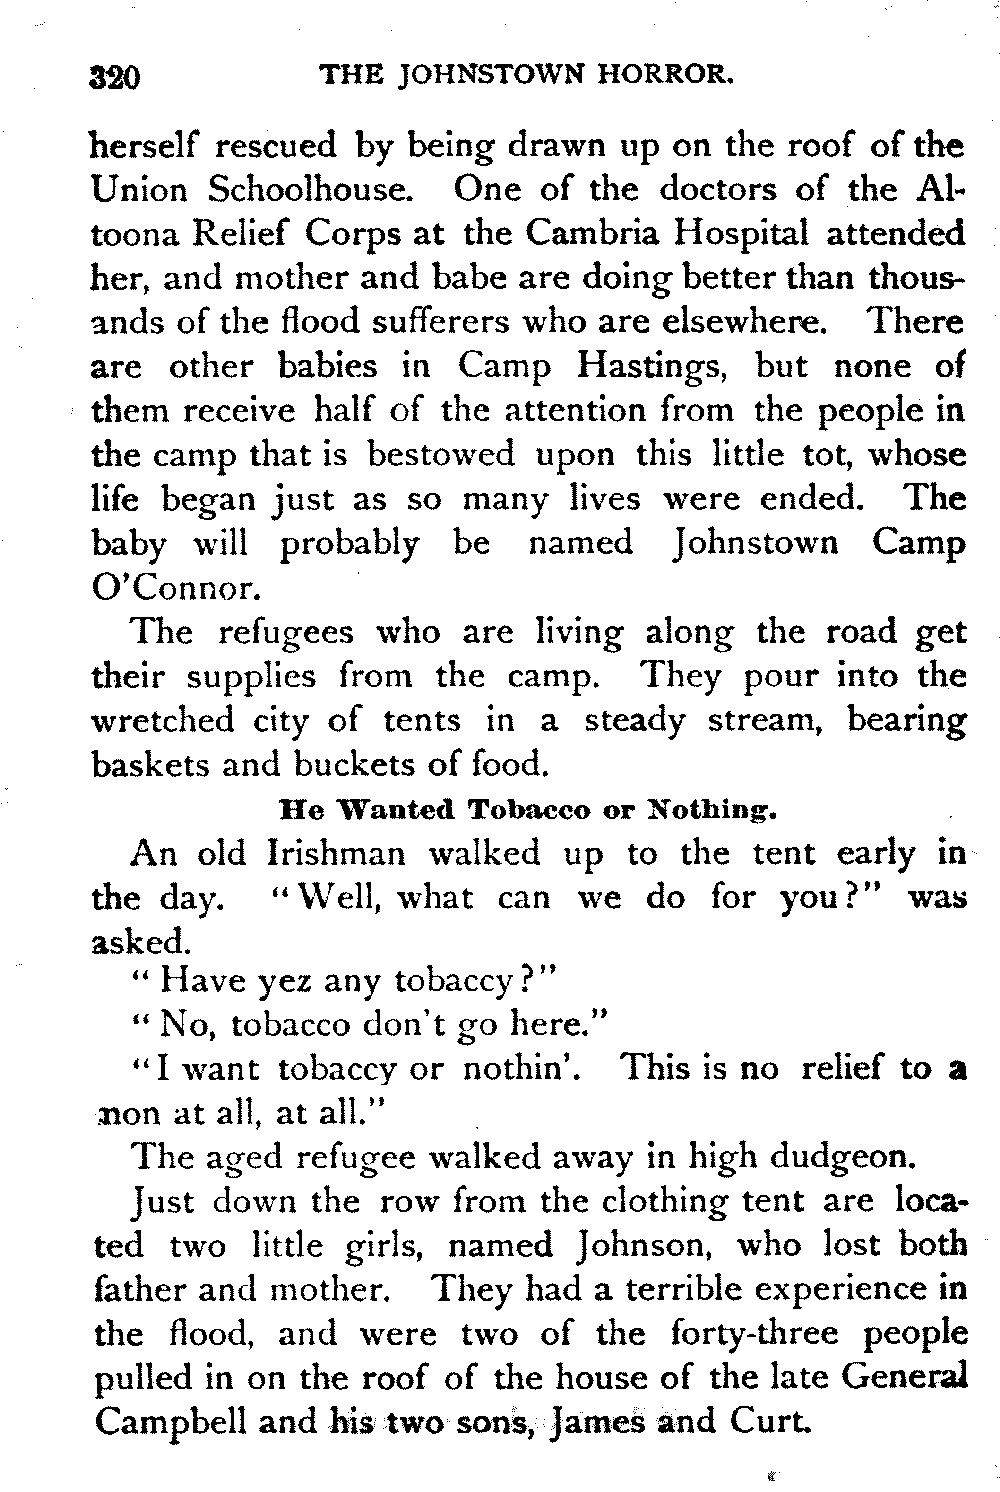 320 THE JOHNSTOWN HORROR.
herself rescued by being drawn up on the roof of the
Union Schoolhouse. One of the doctors of the Al-
toona Relief Corps at the Cambria Hospital attended
her, and mother and babe are doing better than thous-
ands of the flood sufferers who are elsewhere. There
are other babies in Camp Hastings, but none of
them receive half of the attention from the people in
the camp that is bestowed upon this little tot, whose
life began just as so many lives were ended. The
baby will probably be named Johnstown Camp
O'Connor.
The refugees who are living along the road get
their supplies from the camp. They pour into the
wretched city of tents in a steady stream, bearing
baskets and buckets of food.
He Wanted Tobacco or Nothing.
An old Irishman walked up to the tent early in
the day. "Well, what can we do for you?" was
asked.
"Have yez any tobaccy?"
"No, tobacco don't go here."
"I want tobaccy or nothin'. This is no relief to a
mon at all, at all."
The aged refugee walked away in high dudgeon.
Just down the row from the clothing tent are loca-
ted two little girls, named Johnson, who lost both
father and mother. They had a terrible experience in
the flood, and were two of the forty-three people
pulled in on the roof of the house of the late General
Campbell and his two sons, James and Curt.